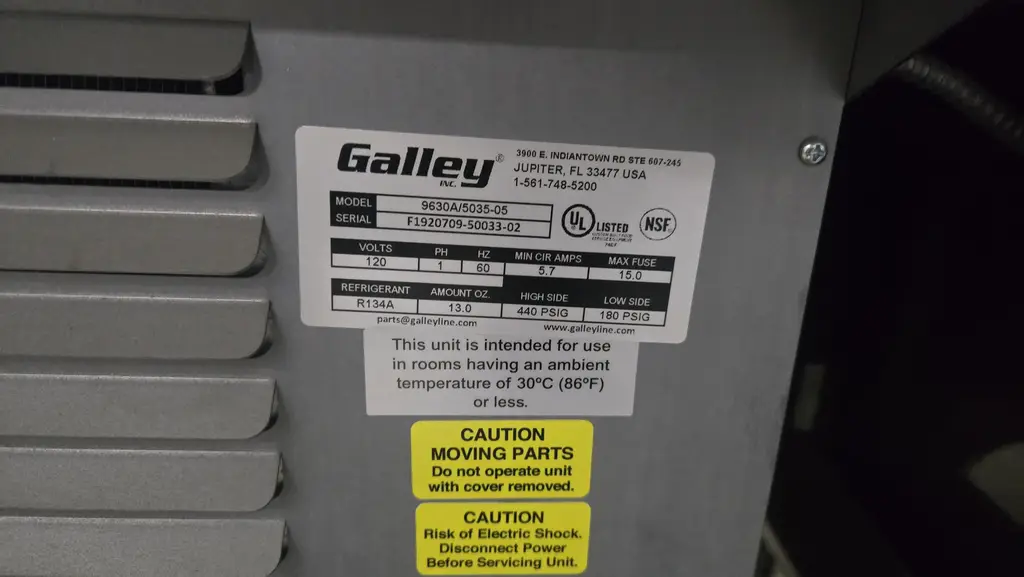 Galley®
INC.
3900 E. INDIANTOWN RD STE 607-245
JUPITER, FL 33477 USA
1-561-748-5200
MODEL 9630A/5035-05
SERIAL F1920709-50033-02
UL LISTED
NSF
VOLTS PH HZ MIN CIR AMPS MAX FUSE
120 1 60 5.7 15.0
REFRIGERANT AMOUNT OZ. HIGH SIDE LOW SIDE
R134A 13.0 440 PSIG 180 PSIG
parts@galleyline.com www.galleyline.com
This unit is intended for use
in rooms having an ambient
temperature of 30ºC (86ºF)
or less.
CAUTION
MOVING PARTS
Do not operate unit
with cover removed.
CAUTION
Risk of Electric Shock.
Disconnect Power
Before Servicing Unit.